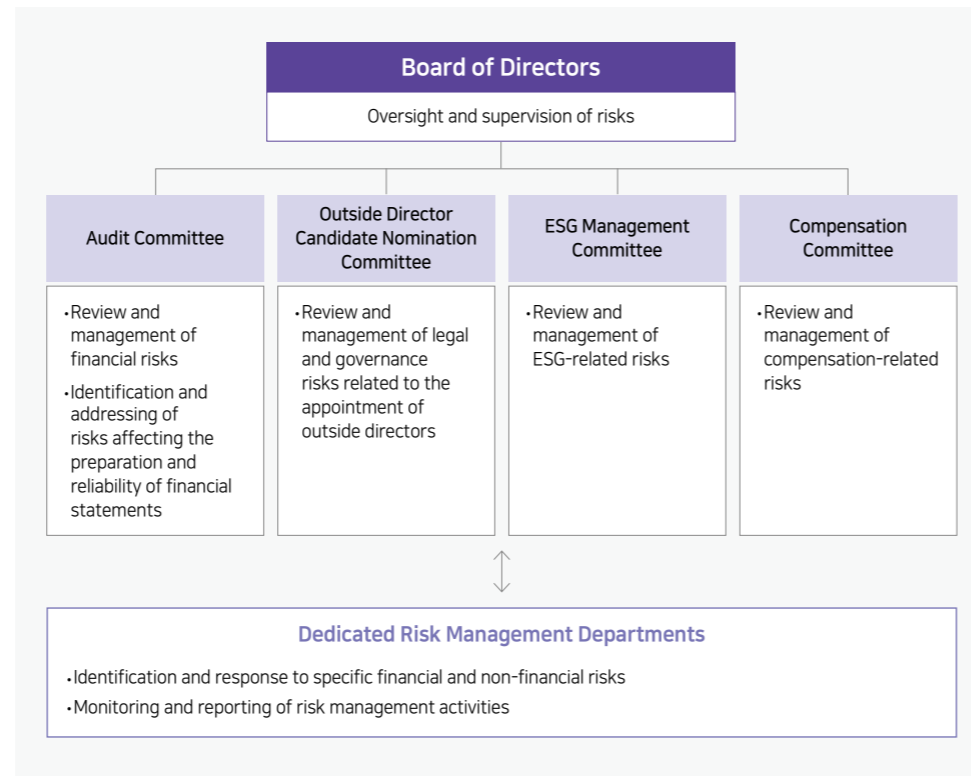 Board of Directors
Oversight and supervision of risks
Audit Committee
·Review and
management of
financial risks
·Identification and
addressing of
risks affecting the
preparation and
reliability of financial
statements
Outside Director
Candidate Nomination
Committee
·Review and
management of legal
and governance
risks related to the
appointment of
outside directors
ESG Management
Committee
·Review and
management of
ESG-related risks
Compensation
Committee
·Review and
management of
compensation-related
risks
Dedicated Risk Management Departments
·Identification and response to specific financial and non-financial risks
·Monitoring and reporting of risk management activities